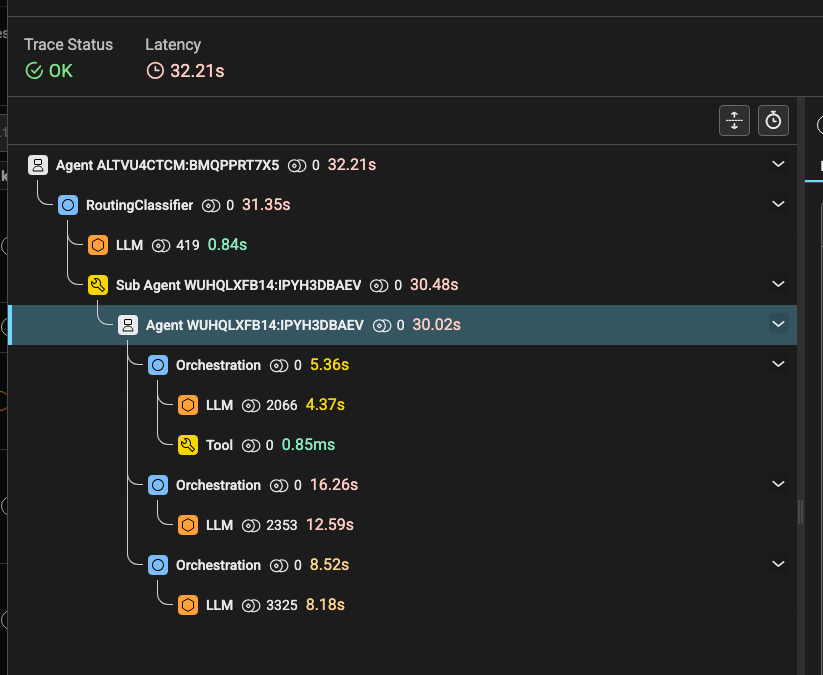 Trace Status Latency
OK 32.21s
Agent ALTVU4CTCM:BMQPPRT7X5 0 32.21s
RoutingClassifier 0 31.35s
LLM 419 0.84s
Sub Agent WUHQLXFB14:IPYH3DBAEV 0 30.48s
Agent WUHQLXFB14:IPYH3DBAEV 0 30.02s
Orchestration 0 5.36s
LLM 2066 4.37s
Tool 0 0.85ms
Orchestration 0 16.26s
LLM 2353 12.59s
Orchestration 0 8.52s
LLM 3325 8.18s